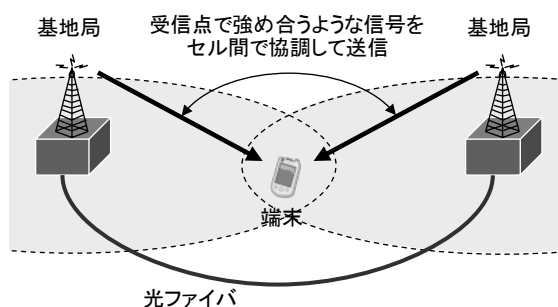 基地局
受信点で強め合うような信号を
セル間で協調して送信
基地局
端末
光ファイバ